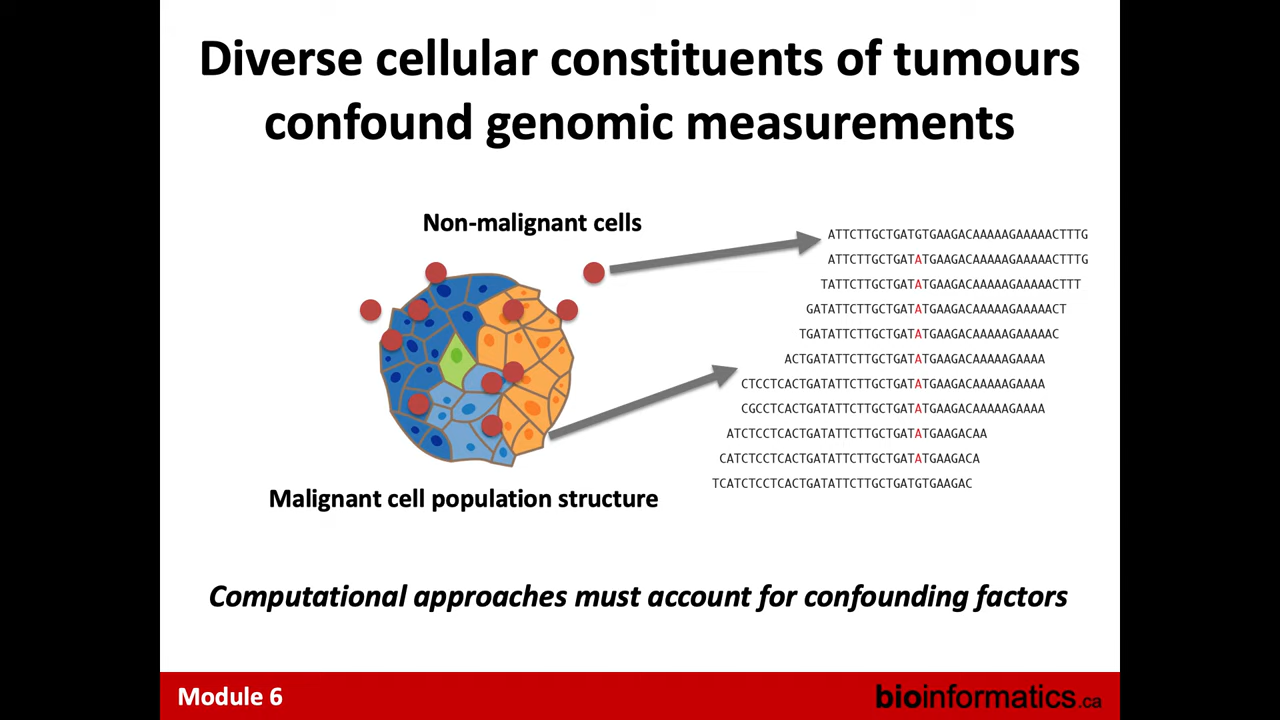 Diverse cellular constituents of tumours
confound genomic measurements
Non-malignant cells
ATTCTTGCTGATGTGAAGACAAAAAGAAAAACTTTG
ATTCTTGCTGATATGAAGACAAAAAGAAAAACTTTG
TATTCTTGCTGATATGAAGACAAAAAGAAAAACTTT
GATATTCTTGCTGATATGAAGACAAAAAGAAAAACT
TGATATTCTTGCTGATATGAAGACAAAAAGAAAAAC
ACTGATATTCTTGCTGATATGAAGACAAAAAGAAAA
CTCCTCACTGATATTCTTGCTGATATGAAGACAAAAAGAAAA
CGCCTCACTGATATTCTTGCTGATATGAAGACAAAAAGAAAA
ATCTCCTCACTGATATTCTTGCTGATATGAAGACAA
CATCTCCTCACTGATATTCTTGCTGATATGAAGACA
TCATCTCCTCACTGATATTCTTGCTGATGTGAAGAC
Malignant cell population structure
Computational approaches must account for confounding factors
Module 6
bioinformatics.ca